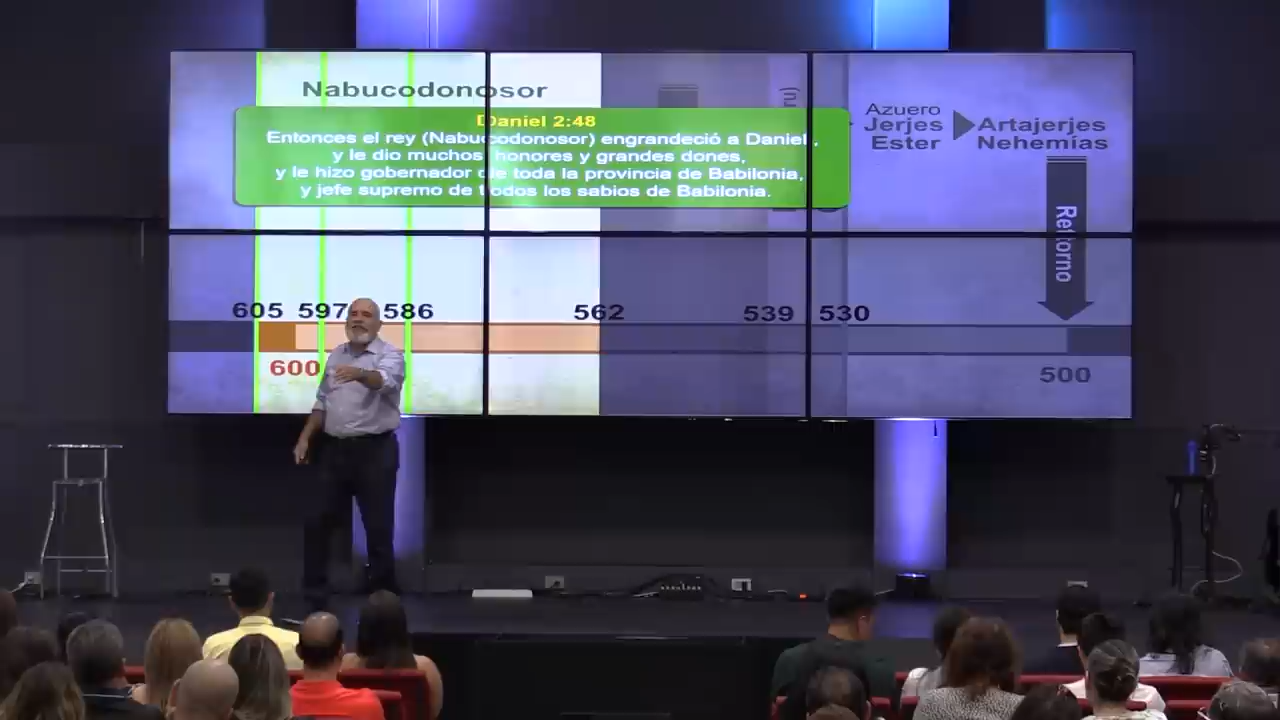 Nabucodonosor
Daniel 2:48
Entonces el rey (Nabucodonosor) engrandeció a Daniel,
y le dio muchos honores y grandes dones,
y le hizo gobernador de toda la provincia de Babilonia,
y jefe supremo de todos los sabios de Babilonia.
Azuero
Jerjes
Ester
Artajerjes
Nehemías
Retorno
605 597 586 562 539 530
600 500